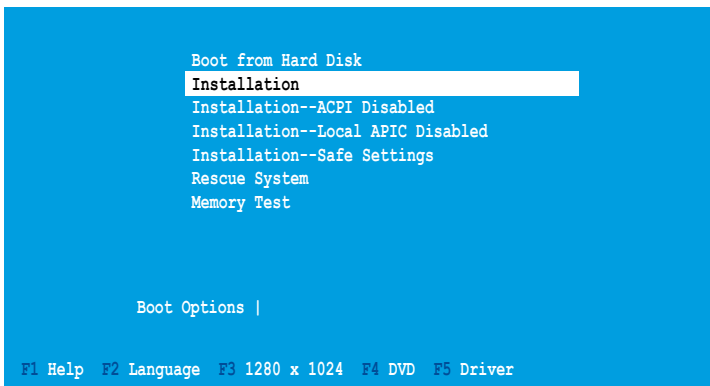 Boot from Hard Disk
Installation
Installation--ACPI Disabled
Installation--Local APIC Disabled
Installation--Safe Settings
Rescue System
Memory Test
Boot Options |
F1 Help F2 Language F3 1280 x 1024 F4 DVD F5 Driver